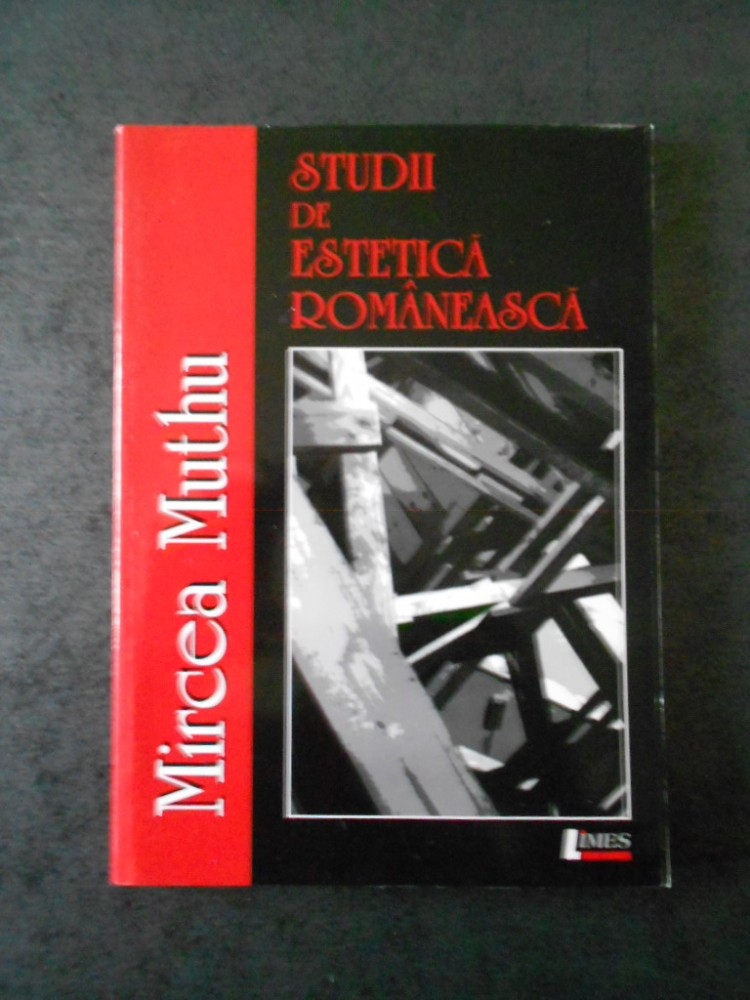 STUDII
DE
ESTETICĂ
ROMÂNEASCĂ
Mircea Muthu
LIMES